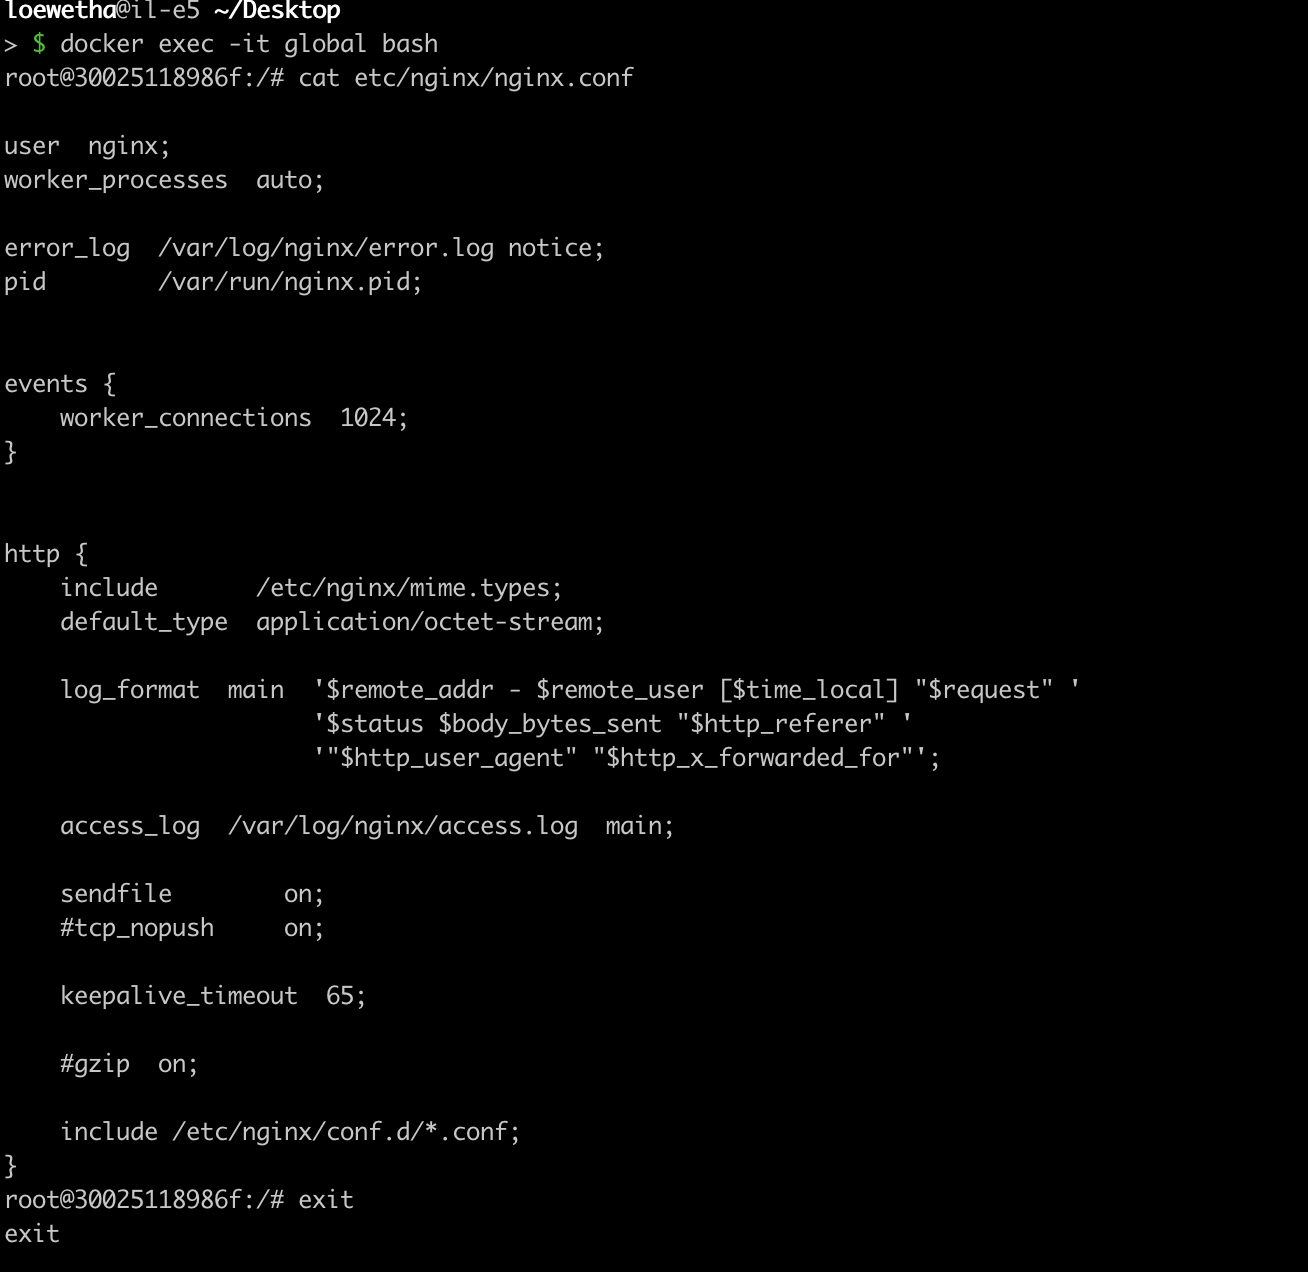 loewetha@il-e5 ~/Desktop
> $ docker exec -it global bash
root@30025118986f:/# cat etc/nginx/nginx.conf
user  nginx;
worker_processes  auto;
error_log  /var/log/nginx/error.log notice;
pid        /var/run/nginx.pid;
events {
    worker_connections  1024;
}
http {
    include       /etc/nginx/mime.types;
    default_type  application/octet-stream;
    log_format  main  '$remote_addr - $remote_user [$time_local] "$request" '
                      '$status $body_bytes_sent "$http_referer" '
                      '"$http_user_agent" "$http_x_forwarded_for"';
    access_log  /var/log/nginx/access.log  main;
    sendfile        on;
    #tcp_nopush     on;
    keepalive_timeout  65;
    #gzip  on;
    include /etc/nginx/conf.d/*.conf;
}
root@30025118986f:/# exit
exit